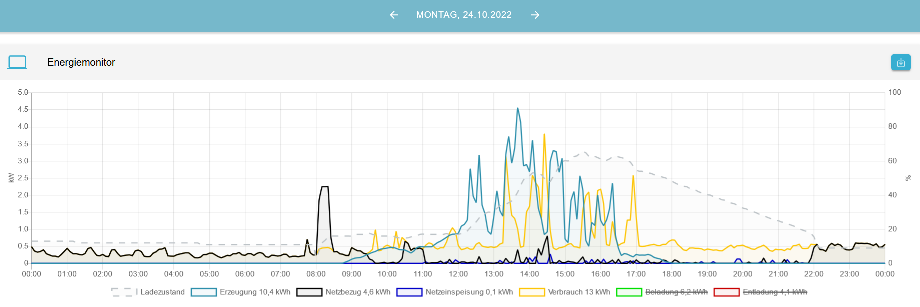 MONTAG, 24.10.2022
Energiemonitor
5.0 100
4.5
4.0 80
3.5
3.0 60
2.5
2.0 40
1.5
1.0 20
0.5
0 0
kW
%
00:00 01:00 02:00 03:00 04:00 05:00 06:00 07:00 08:00 09:00 10:00 11:00 12:00 13:00 14:00 15:00 16:00 17:00 18:00 19:00 20:00 21:00 22:00 23:00 00:00
Ladezustand Erzeugung 10,4 kWh Netzbezug 4,6 kWh Netzeinspeisung 0,1 kWh Verbrauch 13 kWh Beladung 6,2 kWh Entladung 4,1 kWh